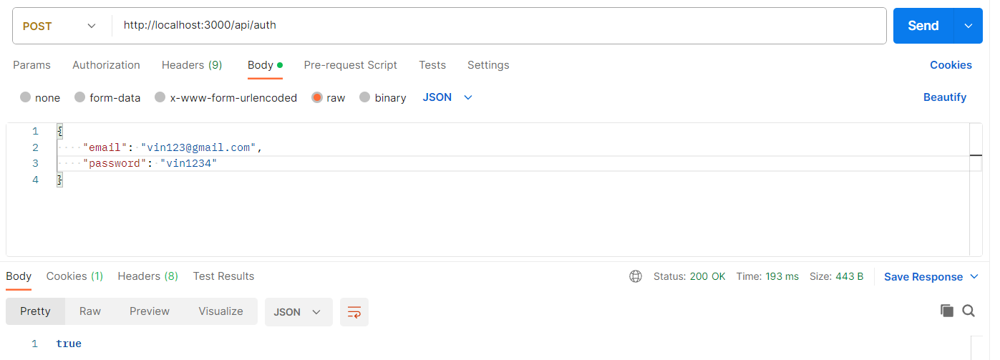 POST http://localhost:3000/api/auth Send
Params Authorization Headers (9) Body Pre-request Script Tests Settings Cookies
none form-data x-www-form-urlencoded raw binary JSON Beautify
1 {
2 "email": "vin123@gmail.com",
3 "password": "vin1234"
4 }
Body Cookies (1) Headers (8) Test Results Status: 200 OK Time: 193 ms Size: 443 B Save Response
Pretty Raw Preview Visualize JSON
1 true